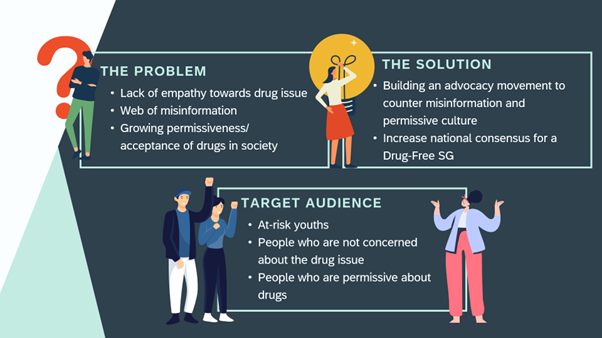 THE PROBLEM
• Lack of empathy towards drug issue
• Web of misinformation
• Growing permissiveness/
acceptance of drugs in society
THE SOLUTION
• Building an advocacy movement to
counter misinformation and
permissive culture
• Increase national consensus for a
Drug-Free SG
TARGET AUDIENCE
• At-risk youths
• People who are not concerned
about the drug issue
• People who are permissive about
drugs